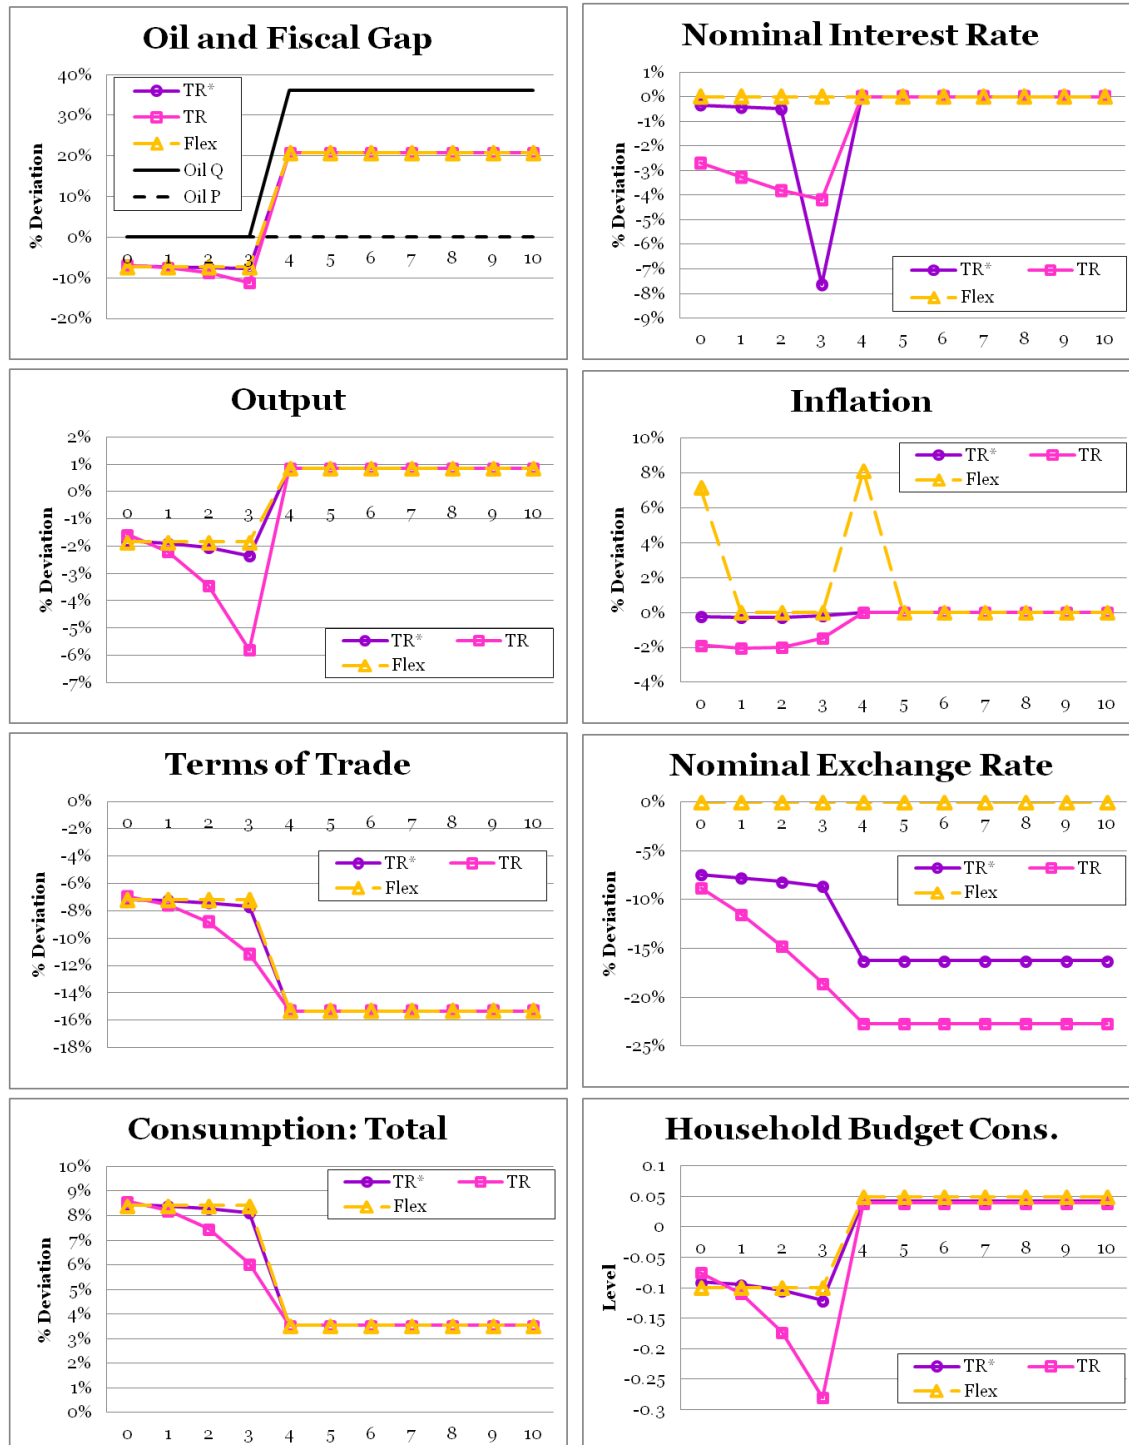 Oil and Fiscal Gap
% Deviation
40%
30%
20%
10%
0%
-10%
-20%
TR*
TR
Flex
Oil Q
Oil P
0 1 2 3 4 5 6 7 8 9 10
Nominal Interest Rate
% Deviation
1%
0%
-1%
-2%
-3%
-4%
-5%
-6%
-7%
-8%
-9%
TR* TR
Flex
0 1 2 3 4 5 6 7 8 9 10
Output
% Deviation
2%
1%
0%
-1%
-2%
-3%
-4%
-5%
-6%
-7%
0 1 2 3 4 5 6 7 8 9 10
TR* TR
Flex
Inflation
% Deviation
10%
8%
6%
4%
2%
0%
-2%
-4%
TR* TR
Flex
0 1 2 3 4 5 6 7 8 9 10
Terms of Trade
% Deviation
0%
-2%
-4%
-6%
-8%
-10%
-12%
-14%
-16%
-18%
0 1 2 3 4 5 6 7 8 9 10
TR* TR
Flex
Nominal Exchange Rate
% Deviation
0%
-5%
-10%
-15%
-20%
-25%
0 1 2 3 4 5 6 7 8 9 10
TR* TR
Flex
Consumption: Total
% Deviation
10%
9%
8%
7%
6%
5%
4%
3%
2%
1%
0%
TR* TR
Flex
0 1 2 3 4 5 6 7 8 9 10
Household Budget Cons.
Level
0.1
0.05
0
-0.05
-0.1
-0.15
-0.2
-0.25
-0.3
0 1 2 3 4 5 6 7 8 9 10
TR* TR
Flex